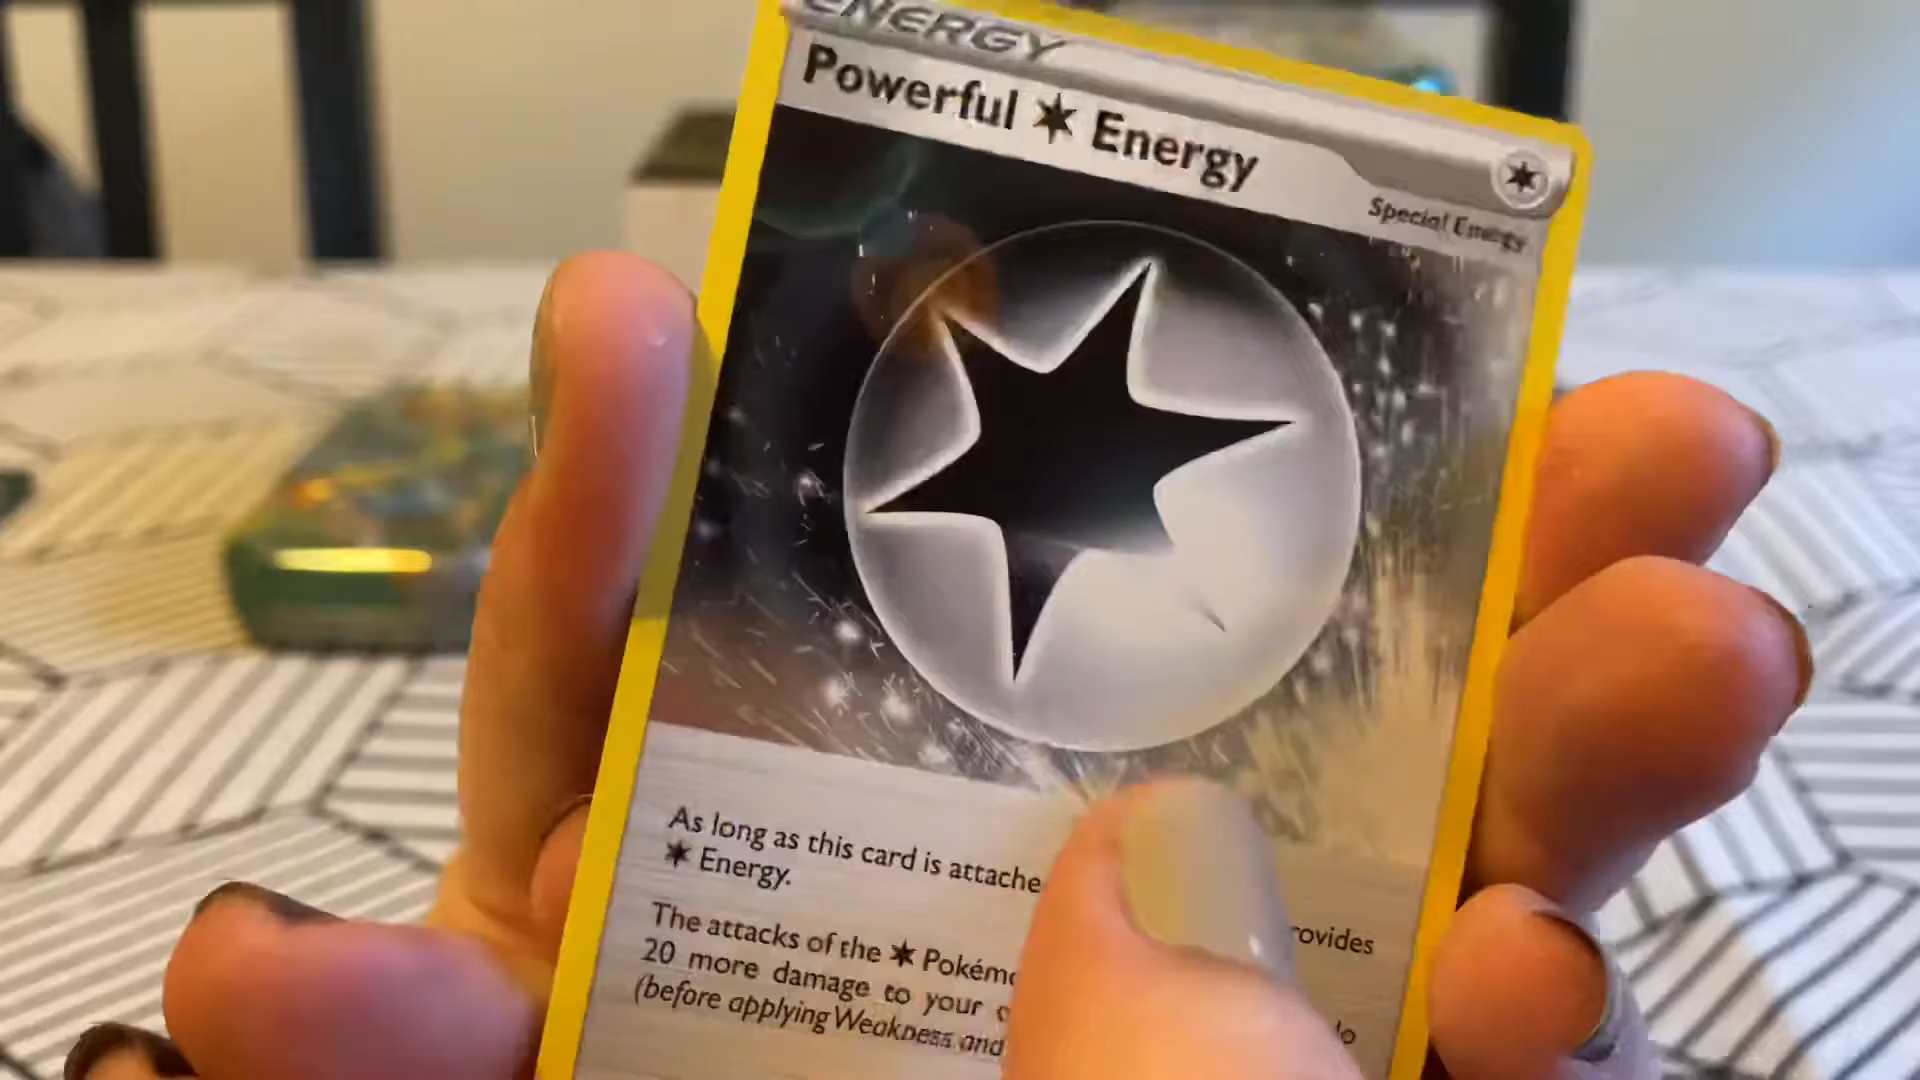 ENERGY
Powerful Energy
Special Energy
As long as this card is attache rovides
Energy.
The attacks of the Pokémo do
20 more damage to your o
(before applying Weakness and